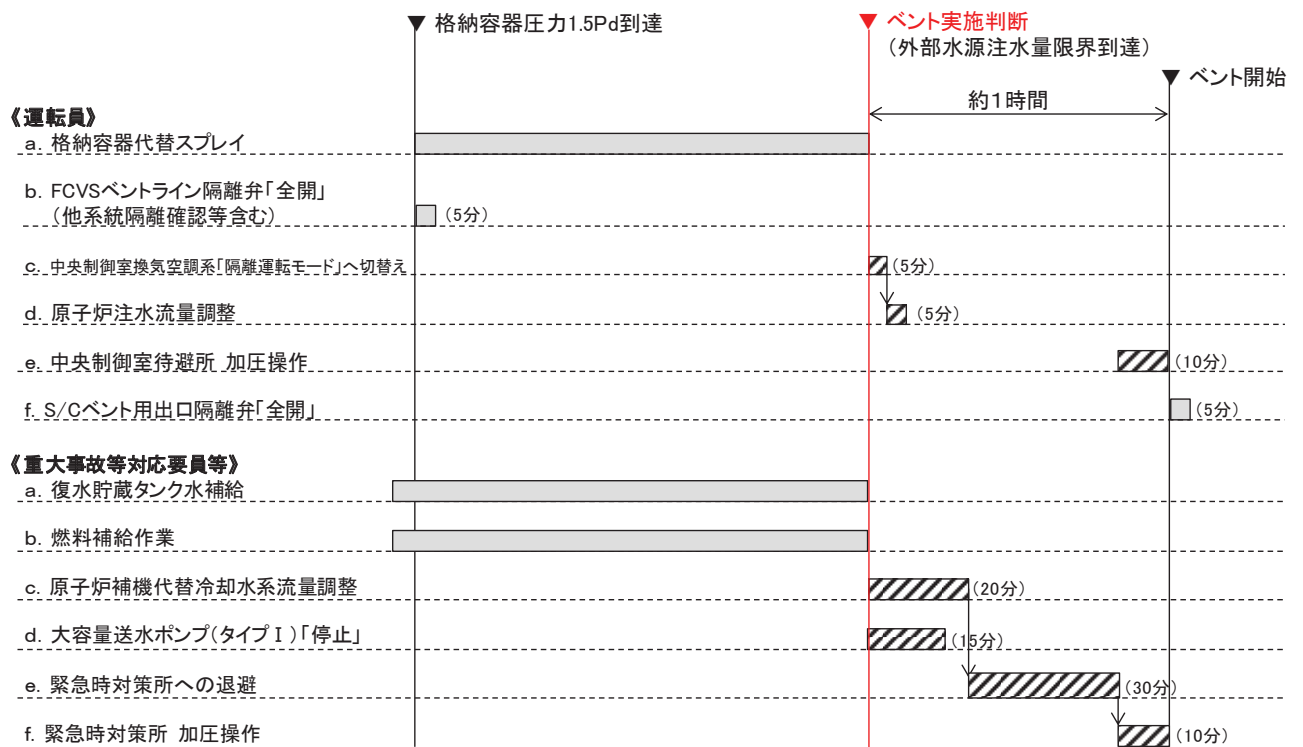 ▼ 格納容器圧力1.5Pd到達
▼ ベント実施判断
（外部水源注水量限界到達）
▼ ベント開始
約１時間
《運転員》
a. 格納容器代替スプレイ
b. FCVSベントライン隔離弁「全開」
（他系統隔離確認等含む）
（5分）
c. 中央制御室換気空調系「隔離運転モード」へ切替え
（5分）
d. 原子炉注水流量調整
（5分）
e. 中央制御室待避所 加圧操作
（10分）
f. S/Cベント用出口隔離弁「全開」
（5分）
《重大事故等対応要員等》
a. 復水貯蔵タンク水補給
b. 燃料補給作業
c. 原子炉補機代替冷却水系流量調整
（20分）
d. 大容量送水ポンプ（タイプⅠ）「停止」
（15分）
e. 緊急時対策所への退避
（30分）
f. 緊急時対策所 加圧操作
（10分）